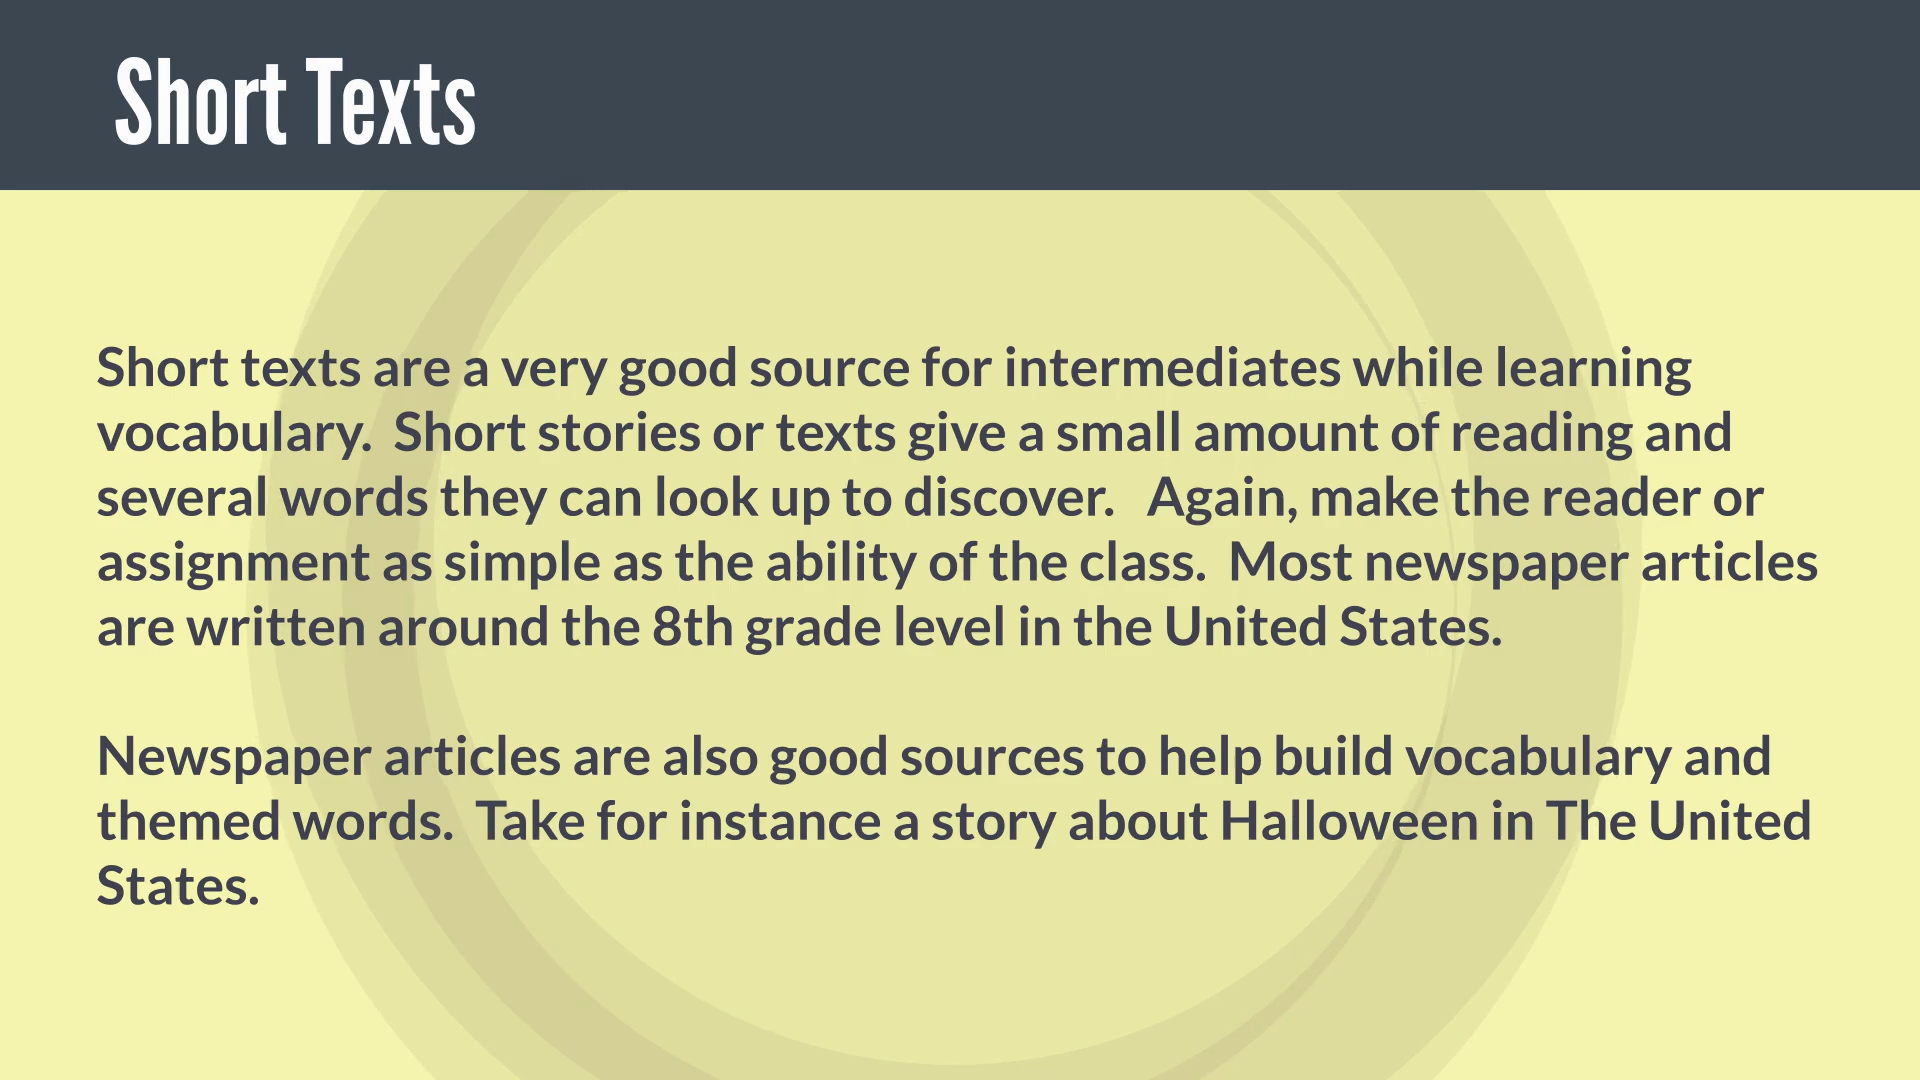 Short Texts
Short texts are a very good source for intermediates while learning
vocabulary.  Short stories or texts give a small amount of reading and
several words they can look up to discover.   Again, make the reader or
assignment as simple as the ability of the class.  Most newspaper articles
are written around the 8th grade level in the United States.
Newspaper articles are also good sources to help build vocabulary and
themed words.  Take for instance a story about Halloween in The United
States.